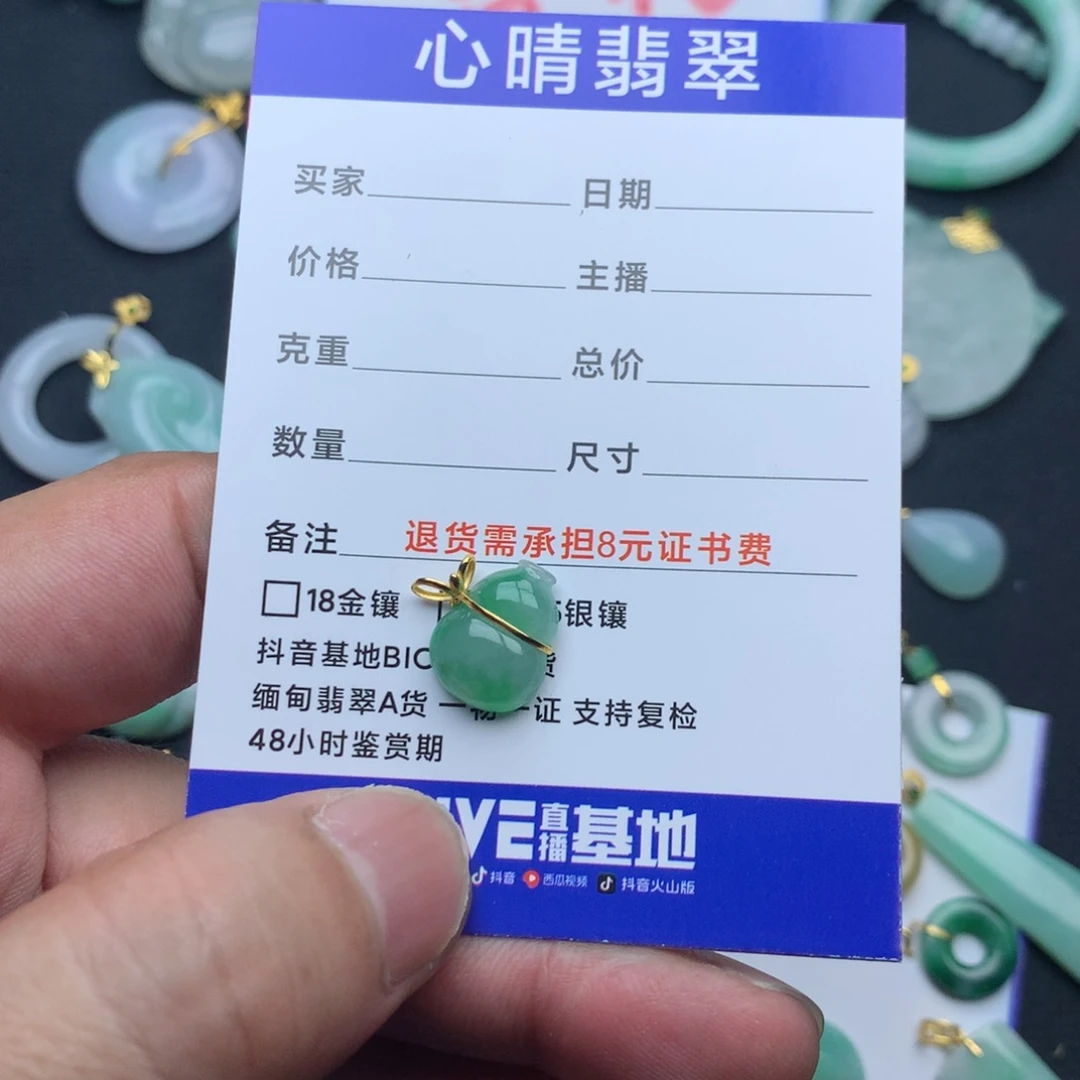 心晴翡翠
买家 日期
价格 主播
克重 总价
数量 尺寸
备注 退货需承担8元证书费
18金镶 银镶
抖音基地BIC 货
缅甸翡翠A货 一物一证 支持复检
48小时鉴赏期
直播基地
抖音 西瓜视频 抖音火山版